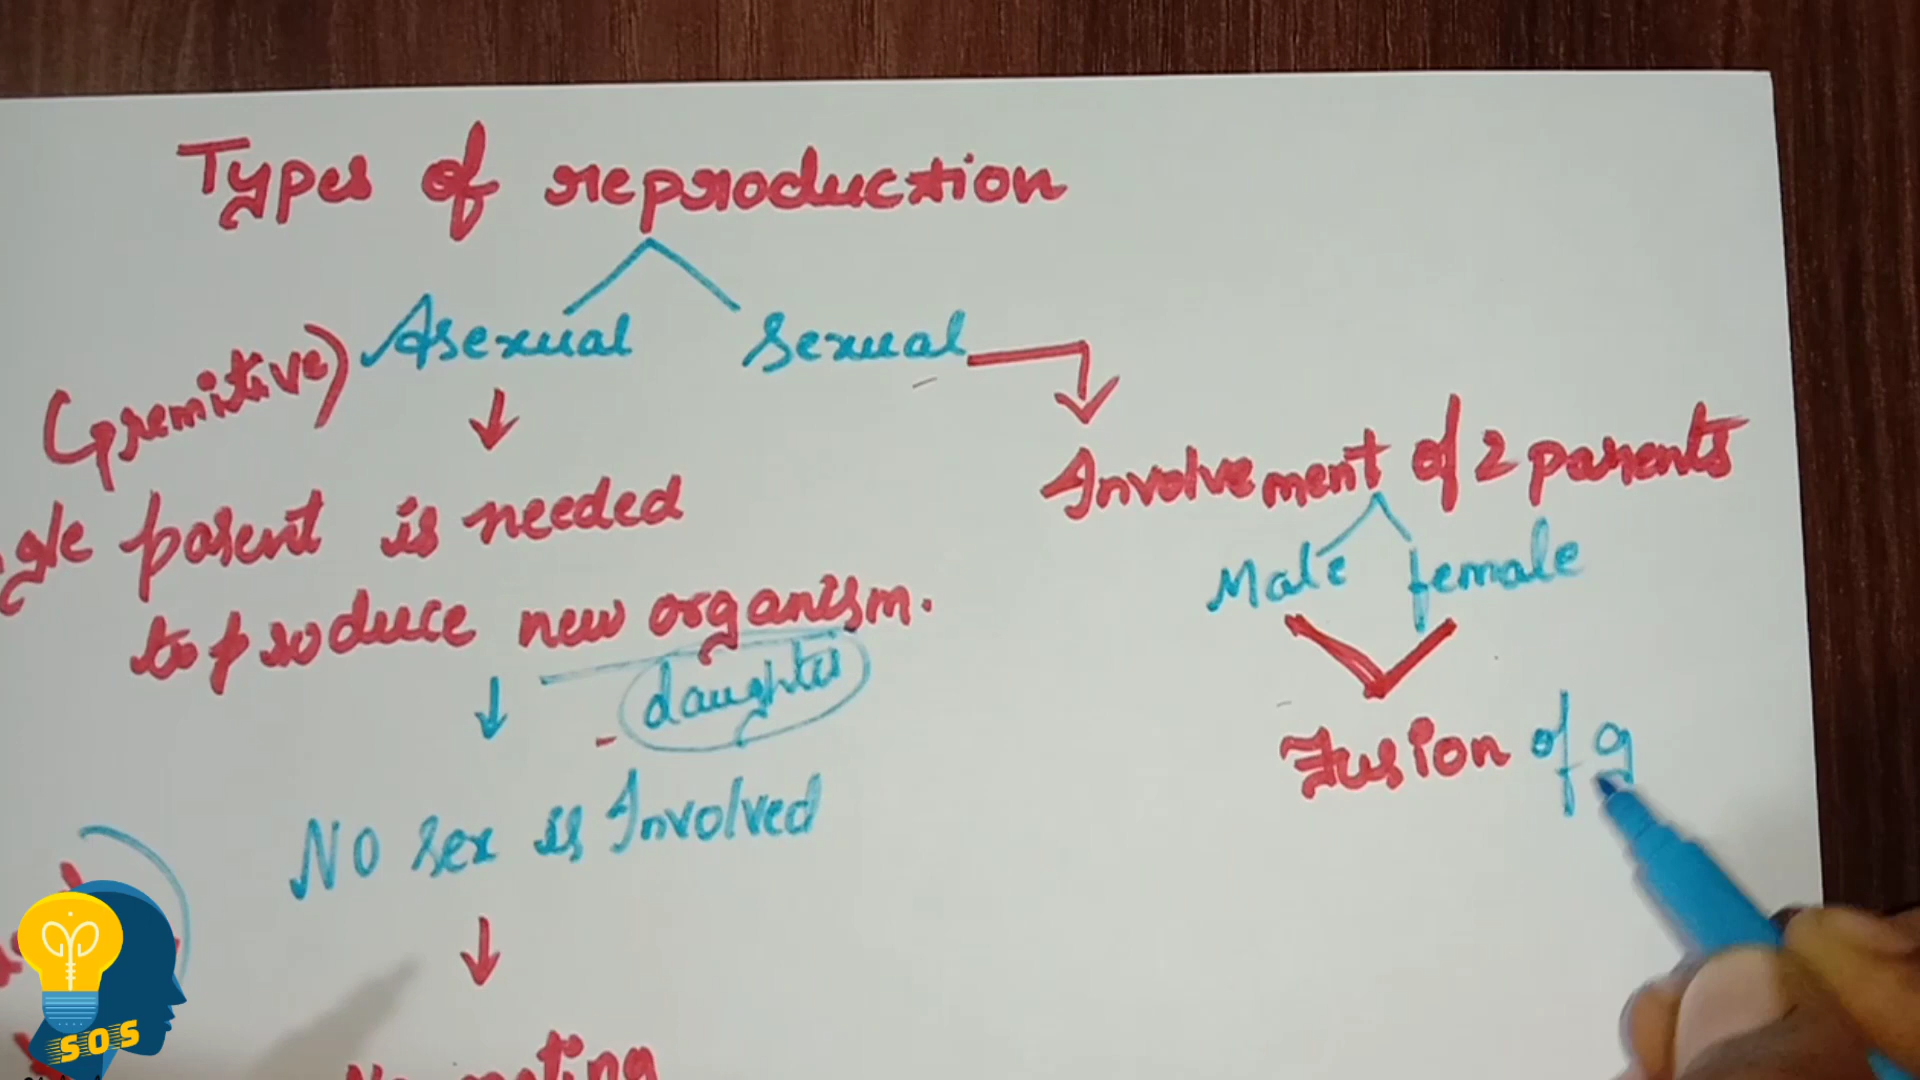 Types of reproduction
Asexual
Sexual
(premitive)
parent is needed
to produce new organism.
daughter
No sex is Involved
Involvement of 2 parents
Male
female
Fusion of g
SOS